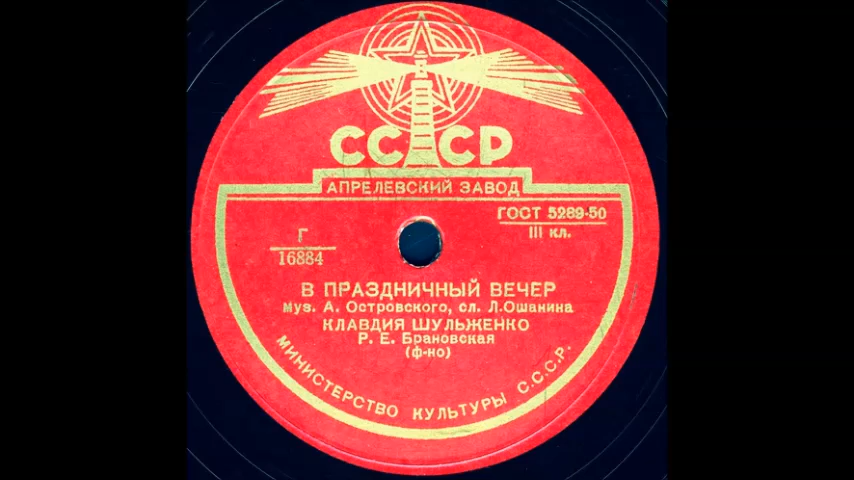 СССР
АПРЕЛЕВСКИЙ ЗАВОД
ГОСТ 5289-50
III кл.
Г
16884
В ПРАЗДНИЧНЫЙ ВЕЧЕР
муз. А. Островского, сл. Л.Ошанина
КЛАВДИЯ ШУЛЬЖЕНКО
Р. Е. Брановская
(ф-но)
МИНИСТЕРСТВО КУЛЬТУРЫ С.С.С.Р.